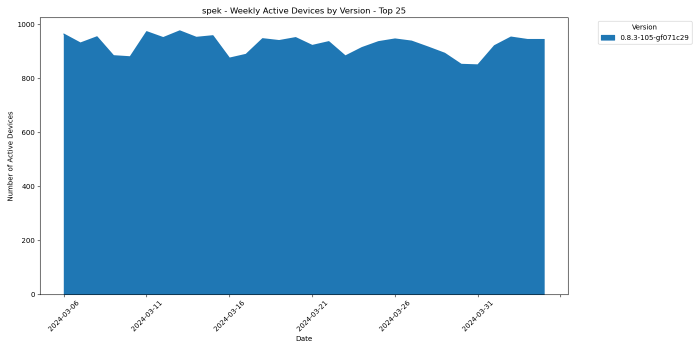 spek - Weekly Active Devices by Version - Top 25
Version
0.8.3-105-gf071c29
Number of Active Devices
1000
800
600
400
200
0
2024-03-06
2024-03-11
2024-03-16
2024-03-21
2024-03-26
2024-03-31
Date